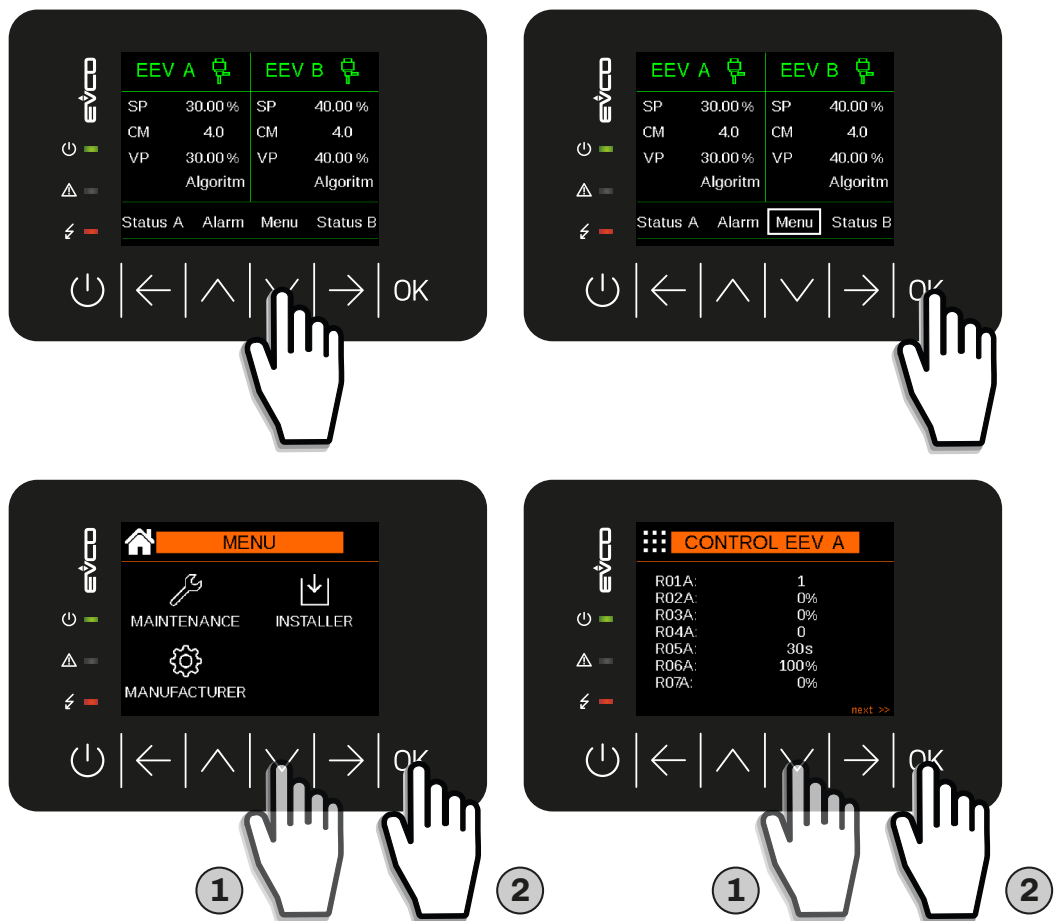 EEV A EEV B
SP 30.00 % SP 40.00 %
CM 4.0 CM 4.0
VP 30.00 % VP 40.00 %
Algoritm Algoritm
Status A Alarm Menu Status B
evco
OK
EEV A EEV B
SP 30.00 % SP 40.00 %
CM 4.0 CM 4.0
VP 30.00 % VP 40.00 %
Algoritm Algoritm
Status A Alarm Menu Status B
evco
OK
MENU
MAINTENANCE INSTALLER
MANUFACTURER
evco
OK
1 2
CONTROL EEV A
R01A: 1
R02A: 0%
R03A: 0%
R04A: 0
R05A: 30s
R06A: 100%
R07A: 0%
next >>
evco
OK
1 2